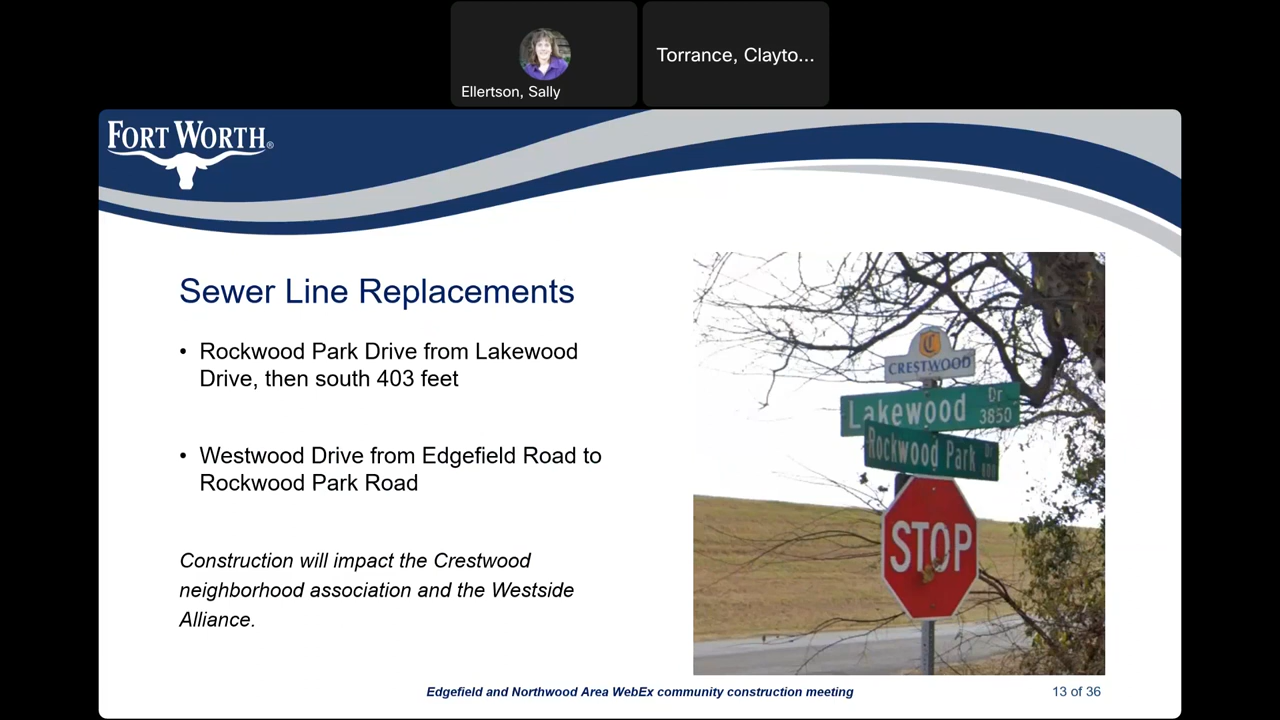 Ellertson, Sally
Torrance, Clayto...
FORT WORTH®
Sewer Line Replacements
• Rockwood Park Drive from Lakewood
Drive, then south 403 feet
• Westwood Drive from Edgefield Road to
Rockwood Park Road
Construction will impact the Crestwood
neighborhood association and the Westside
Alliance.
C
CRESTWOOD
Lakewood Dr
3850
Rockwood Park Dr
STOP
Edgefield and Northwood Area WebEx community construction meeting
13 of 36